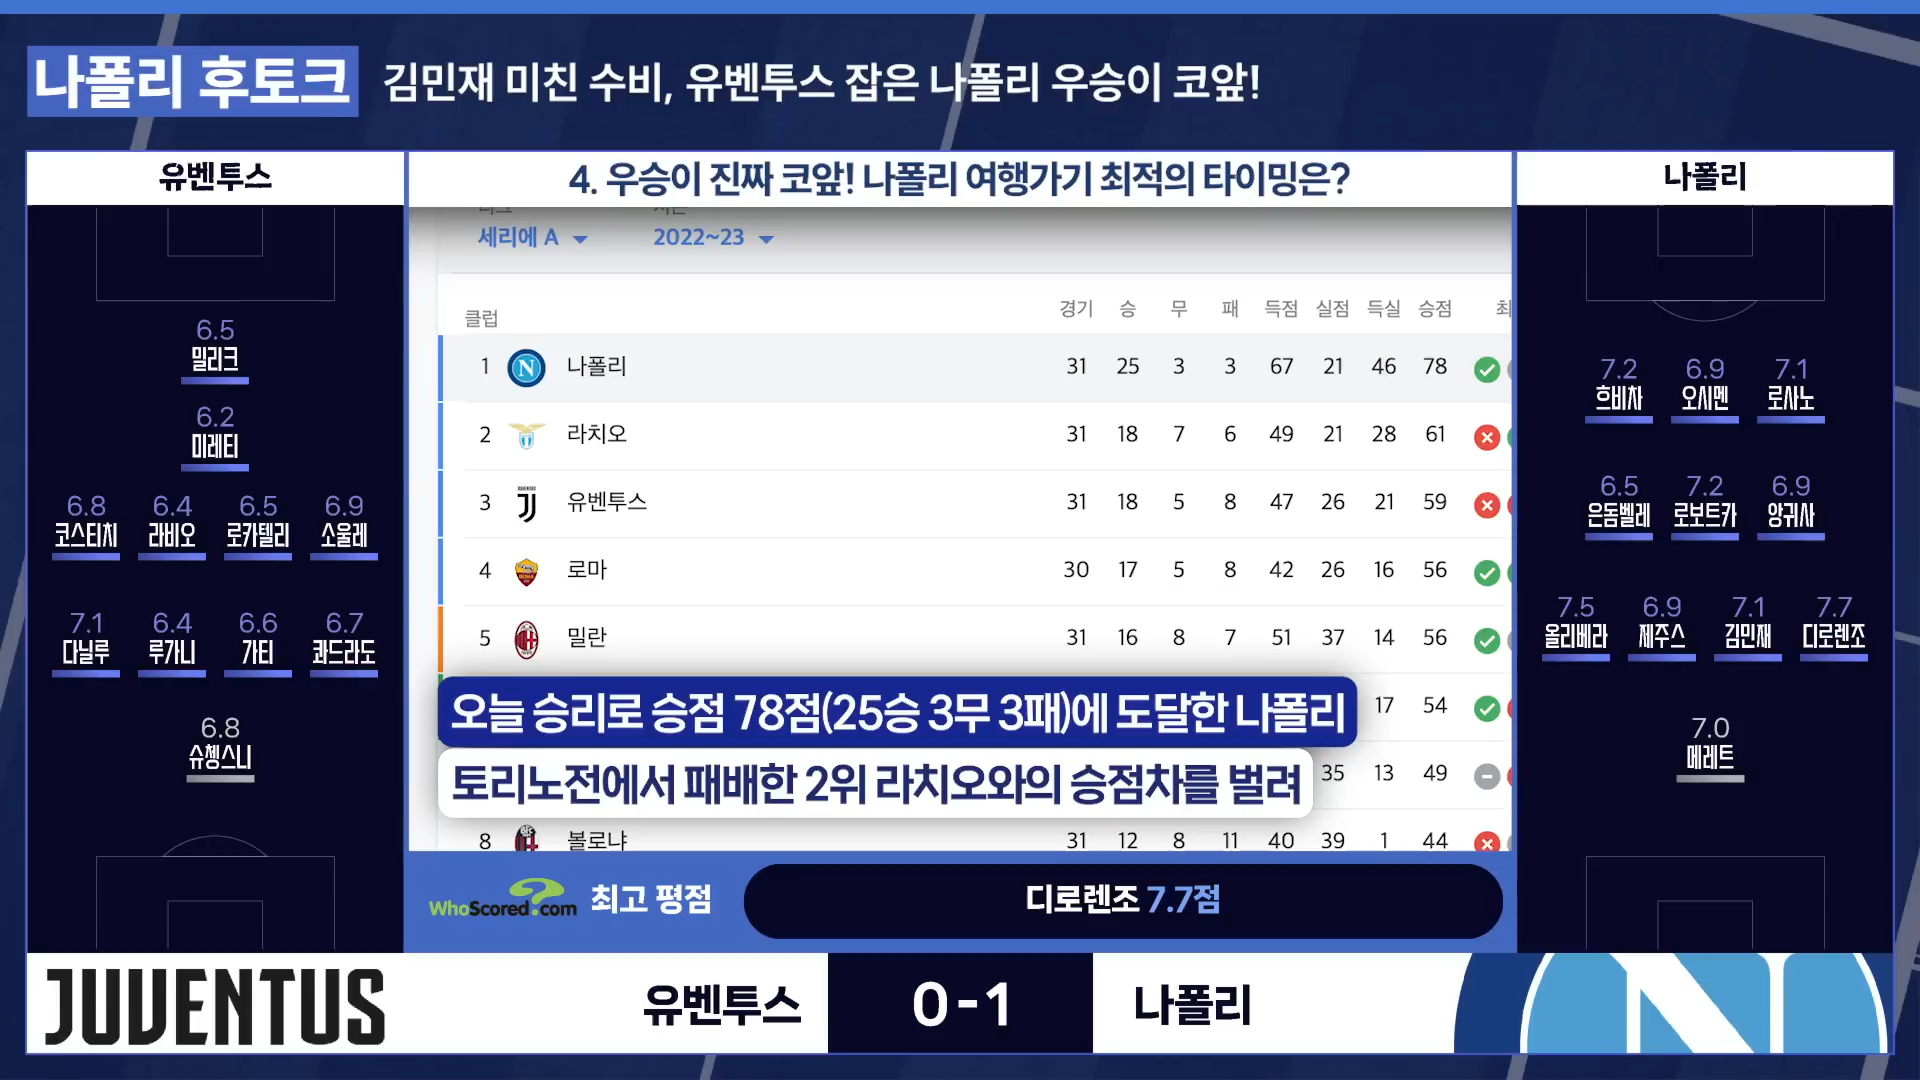 나폴리 후토크
김민재 미친 수비, 유벤투스 잡은 나폴리 우승이 코앞!
유벤투스
6.5
밀리크
6.2
미레티
6.8 6.4 6.5 6.9
코스티치 라비오 로카텔리 소울레
7.1 6.4 6.6 6.7
다닐루 루가니 가티 콰드라도
6.8
슈쳉스니
4. 우승이 진짜 코앞! 나폴리 여행가기 최적의 타이밍은?
세리에 A 2022~23
클럽 경기 승 무 패 득점 실점 득실 승점 최
1 N 나폴리 31 25 3 3 67 21 46 78
2 라치오 31 18 7 6 49 21 28 61
3 JUVENTUS 유벤투스 31 18 5 8 47 26 21 59
4 로마 30 17 5 8 42 26 16 56
5 밀란 31 16 8 7 51 37 14 56
17 54
35 13 49
8 볼로냐 31 12 8 11 40 39 1 44
오늘 승리로 승점 78점(25승 3무 3패)에 도달한 나폴리
토리노전에서 패배한 2위 라치오와의 승점차를 벌려
WhoScored.com 최고 평점 디로렌조 7.7점
나폴리
7.2 6.9 7.1
흐비차 오시멘 로사노
6.5 7.2 6.9
은돔벨레 로보트카 앙귀사
7.5 6.9 7.1 7.7
올리베라 제주스 김민재 디로렌조
7.0
메레트
JUVENTUS 유벤투스 0-1 나폴리 N